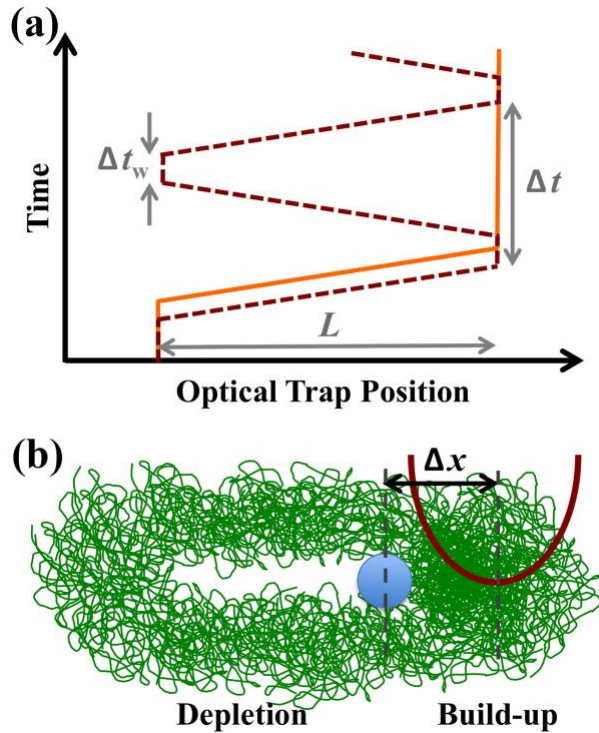 (a)
Time
Δt_w
Δt
L
Optical Trap Position
(b)
Δx
Depletion
Build-up